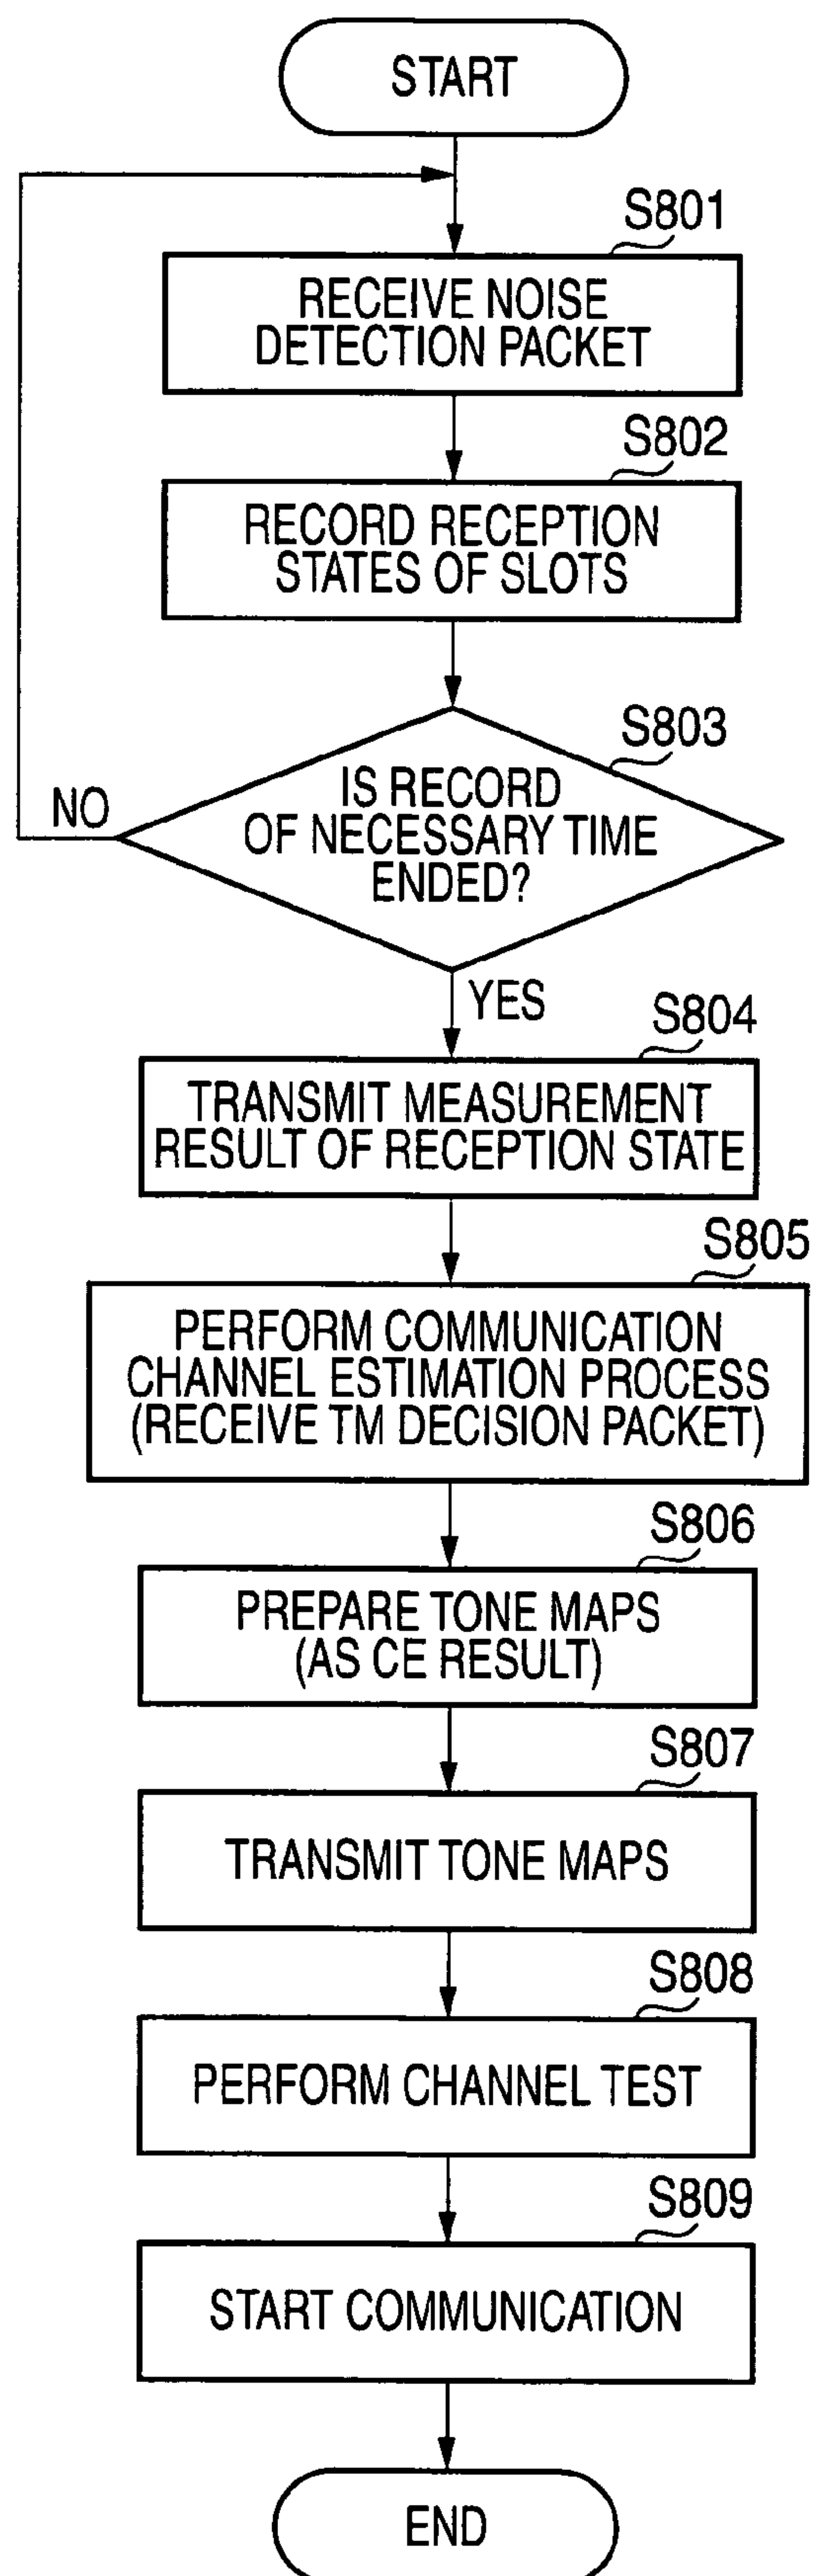 START
S801
RECEIVE NOISE
DETECTION PACKET
S802
RECORD RECEPTION
STATES OF SLOTS
S803
IS RECORD
OF NECESSARY TIME
ENDED?
NO
YES
S804
TRANSMIT MEASUREMENT
RESULT OF RECEPTION STATE
S805
PERFORM COMMUNICATION
CHANNEL ESTIMATION PROCESS
(RECEIVE TM DECISION PACKET)
S806
PREPARE TONE MAPS
(AS CE RESULT)
S807
TRANSMIT TONE MAPS
S808
PERFORM CHANNEL TEST
S809
START COMMUNICATION
END